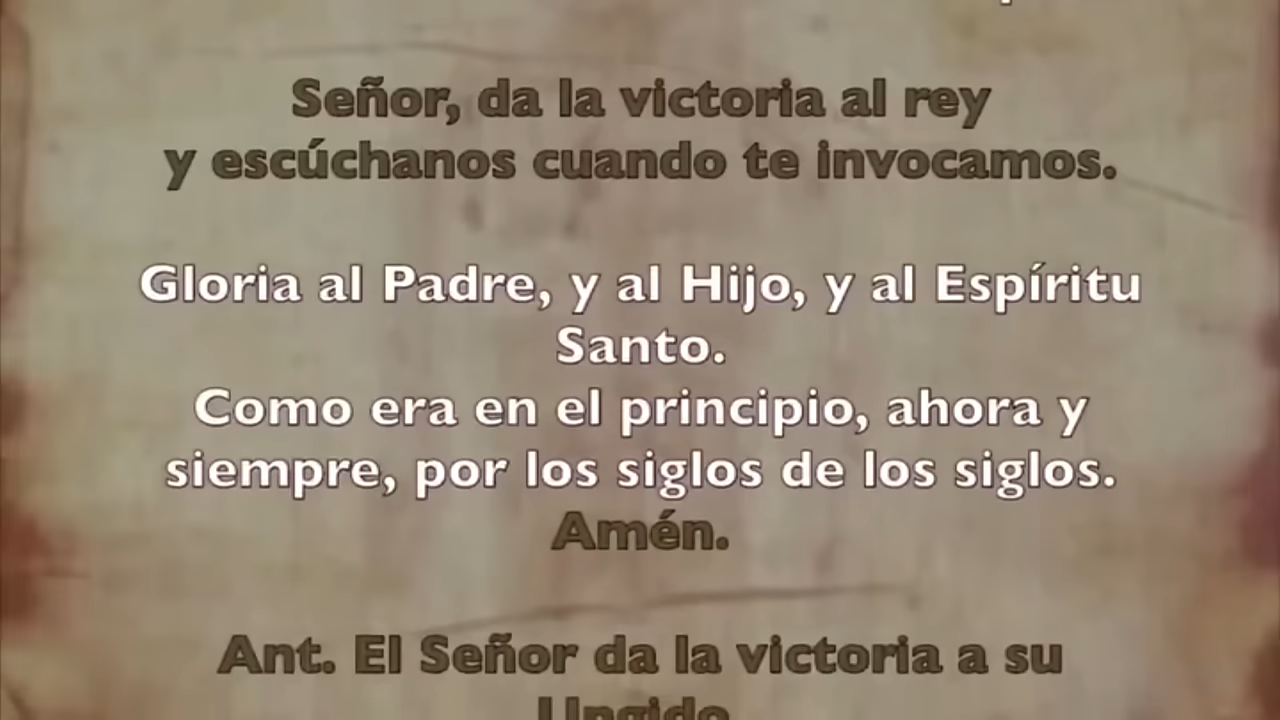 Señor, da la victoria al rey
y escúchanos cuando te invocamos.
Gloria al Padre, y al Hijo, y al Espíritu
Santo.
Como era en el principio, ahora y
siempre, por los siglos de los siglos.
Amén.
Ant. El Señor da la victoria a su
Ungido